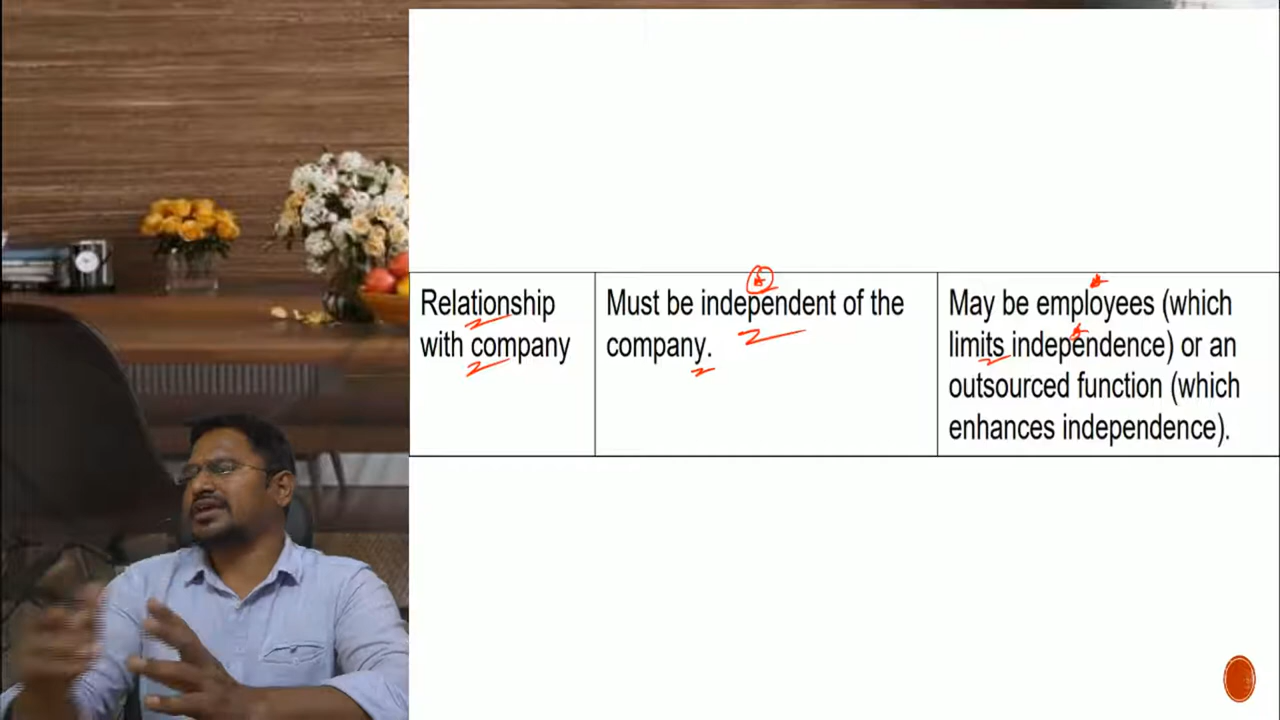 Relationship
with company
Must be independent of the
company.
May be employees (which
limits independence) or an
outsourced function (which
enhances independence).